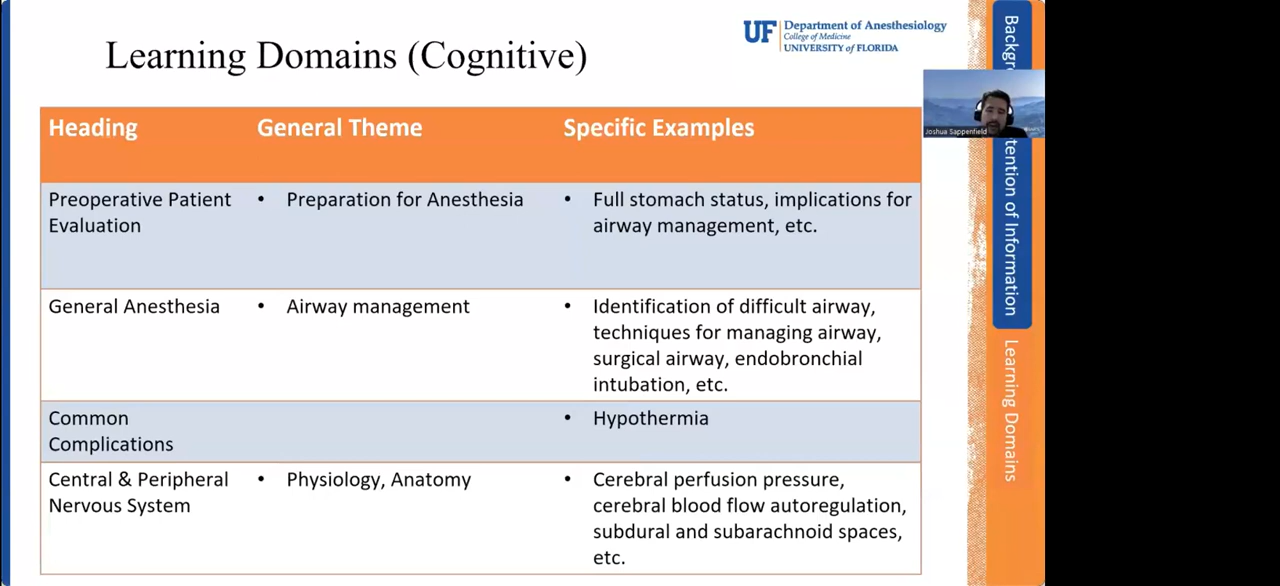 Learning Domains (Cognitive)
UF Department of Anesthesiology
College of Medicine
UNIVERSITY of FLORIDA
Heading General Theme Specific Examples
Preoperative Patient
Evaluation
• Preparation for Anesthesia
• Full stomach status, implications for
airway management, etc.
General Anesthesia
• Airway management
• Identification of difficult airway,
techniques for managing airway,
surgical airway, endobronchial
intubation, etc.
Common
Complications
• Hypothermia
Central & Peripheral
Nervous System
• Physiology, Anatomy
• Cerebral perfusion pressure,
cerebral blood flow autoregulation,
subdural and subarachnoid spaces,
etc.
Joshua Sappenfield
of Information
Learning Domains